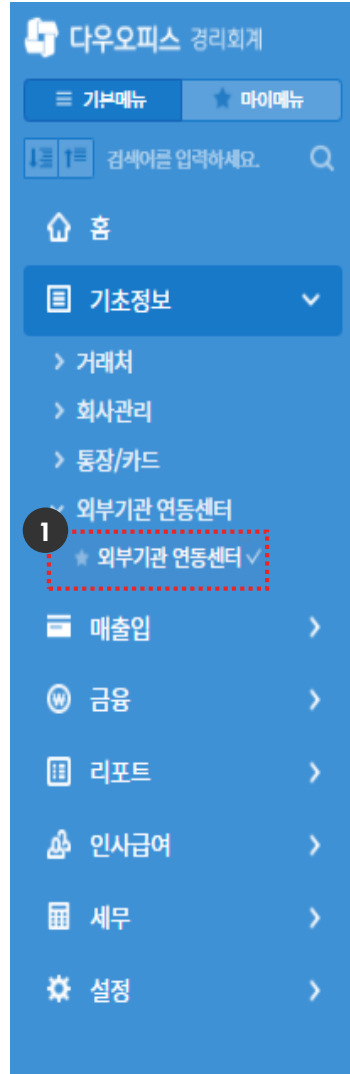 다우오피스 경리회계
기본메뉴 마이메뉴
검색어를 입력하세요.
홈
기초정보
거래처
회사관리
통장/카드
외부기관 연동센터
1
외부기관 연동센터
매출입
금융
리포트
인사급여
세무
설정